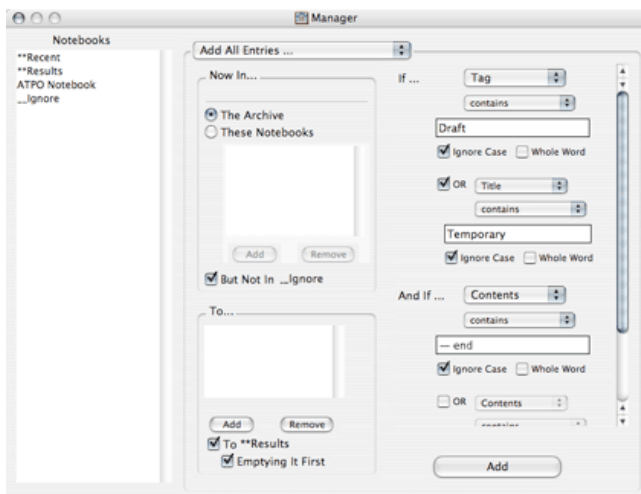 Manager
Notebooks
**Recent
**Results
ATPO Notebook
__Ignore
Add All Entries ...
Now In...
The Archive
These Notebooks
Add Remove
But Not In __Ignore
To...
Add Remove
To **Results
Emptying It First
If ... Tag
contains
Draft
Ignore Case Whole Word
OR Title
contains
Temporary
Ignore Case Whole Word
And If ... Contents
contains
— end
Ignore Case Whole Word
OR Contents
contains
Add